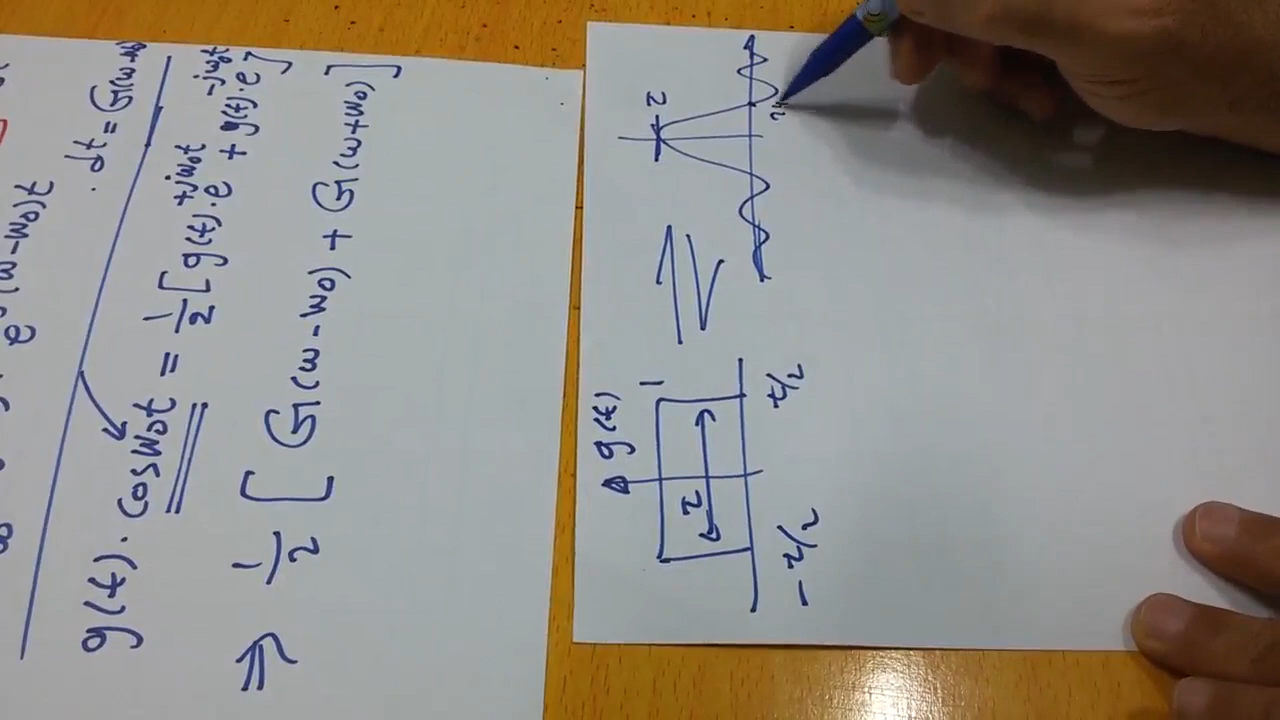 . dt = G(ω+ω0)
e^j(ω-ω0)t
g(t). cosω0t = 1/2 [g(t).e^+jω0t + g(t).e^-jω0t]
⇒ 1/2 [G(ω-ω0) + G(ω+ω0)]
g(t)
1
τ
-τ/2
τ/2
τ